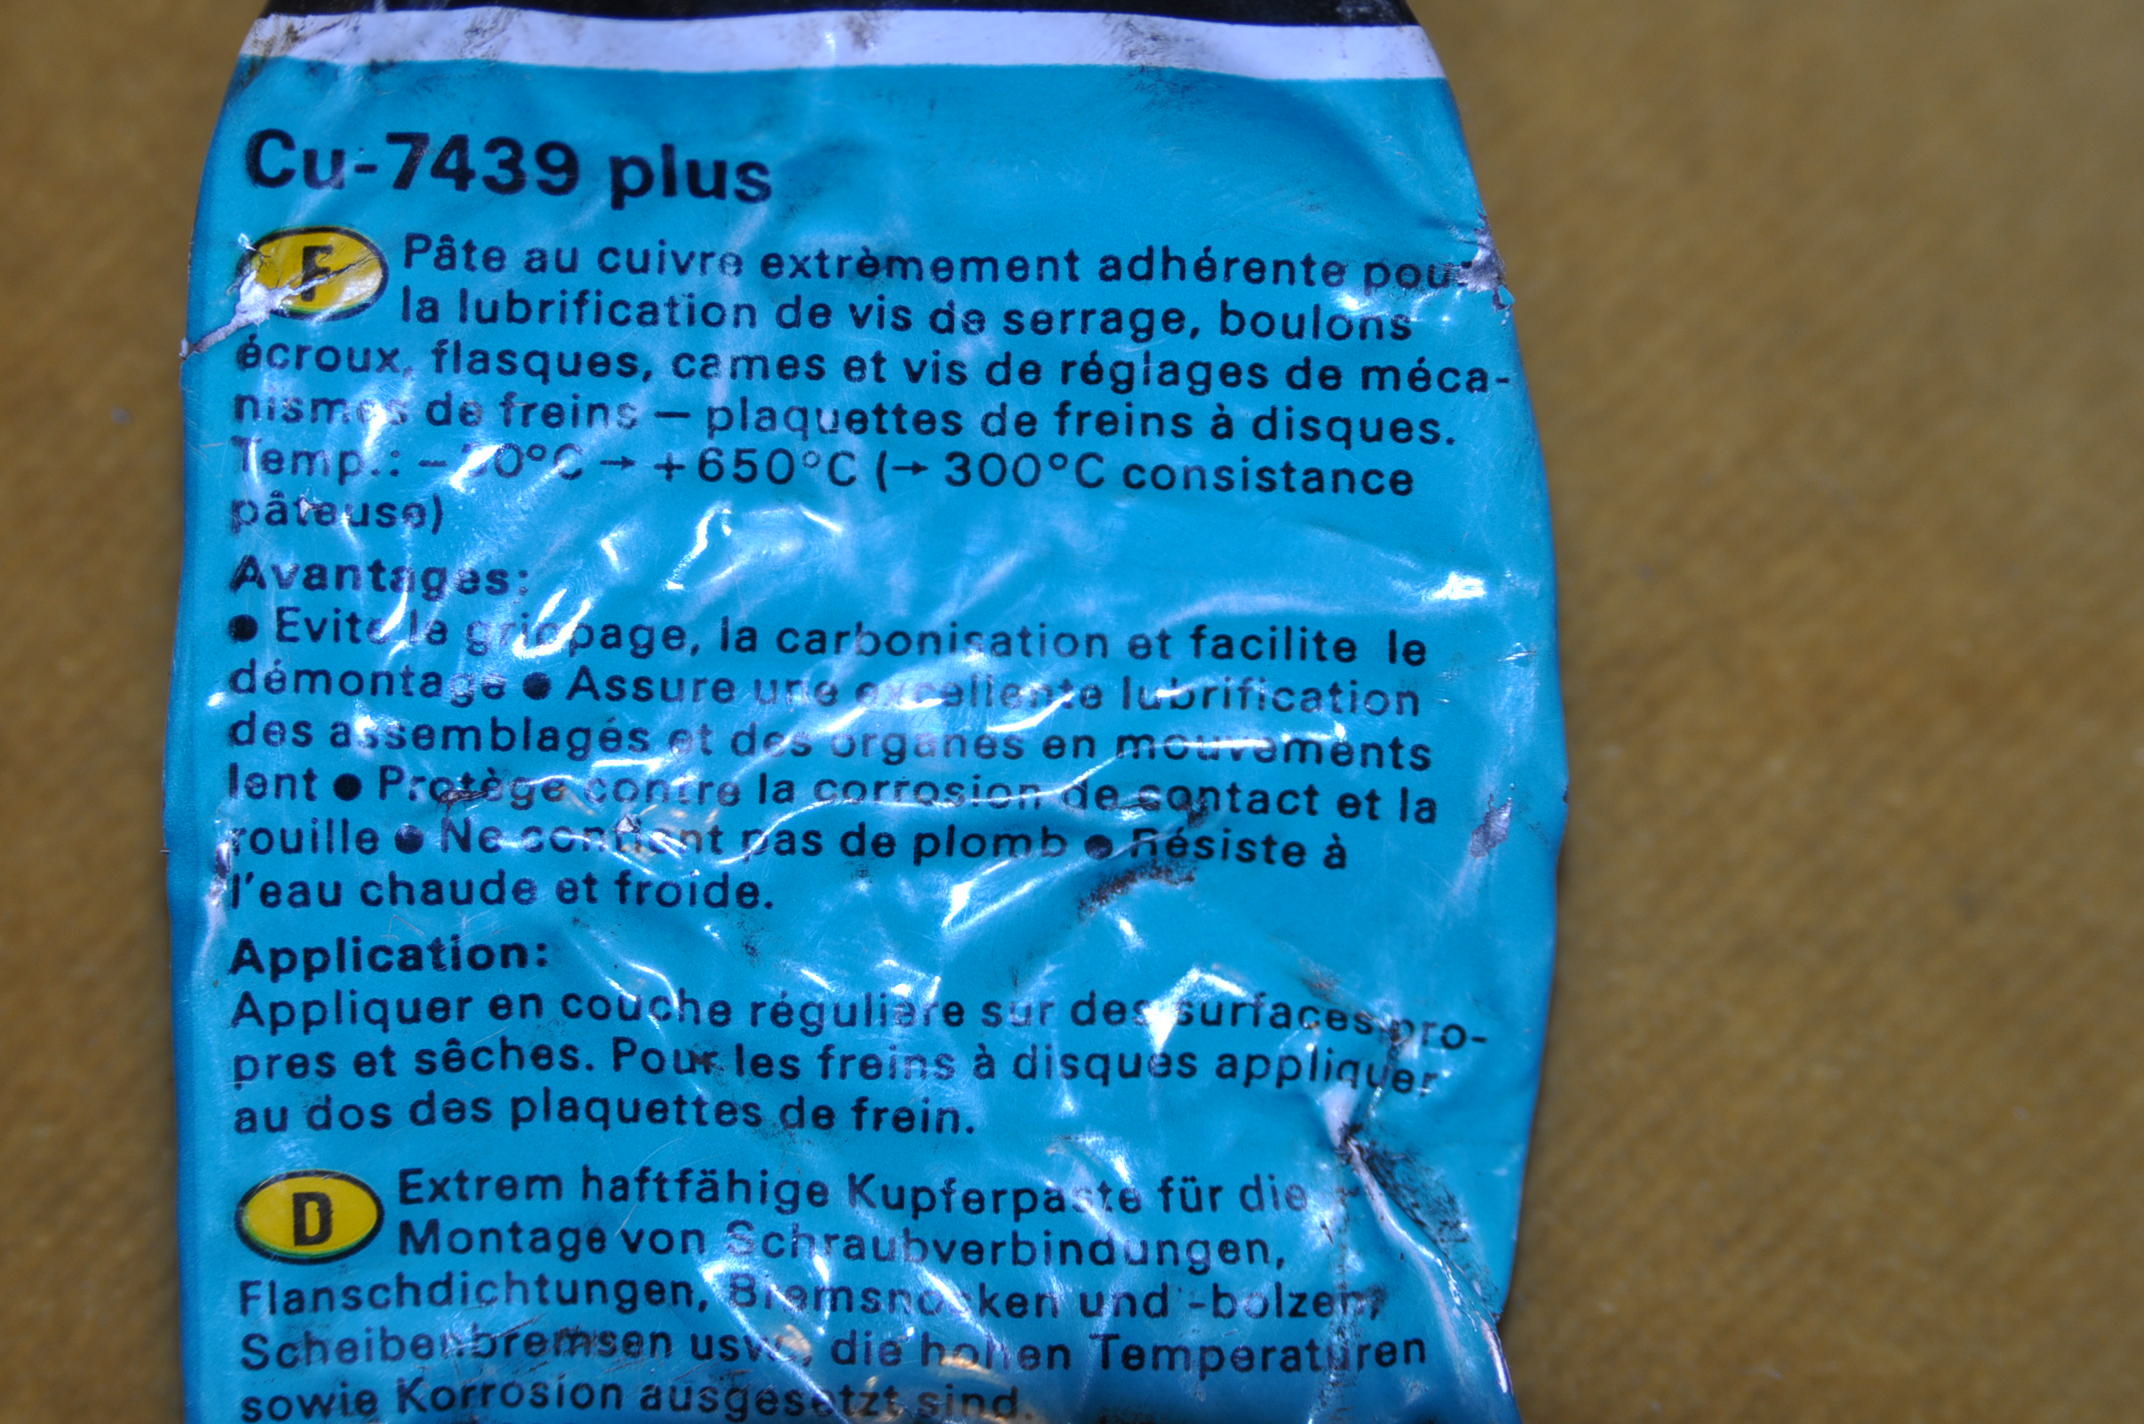 Cu-7439 plus
F Pâte au cuivre extrèmement adhérente pour
la lubrification de vis de serrage, boulons
écroux, flasques, cames et vis de réglages de méca-
nismes de freins – plaquettes de freins à disques.
Temp.: → +650°C (→ 300°C consistance
pâteuse)
Avantages:
● Evite le grippage, la carbonisation et facilite le
démontage ● Assure une excellente lubrification
des assemblagés et des organes en mouvements
lent ● Protège contre la corrosion de contact et la
rouille ● Ne contient pas de plomb ● Résiste à
l'eau chaude et froide.
Application:
Appliquer en couche régulière sur des surfaces pro-
pres et sêches. Pour les freins à disques appliquer
au dos des plaquettes de frein.
D Extrem haftfähige Kupferpaste für die
Montage von Schraubverbindungen,
Flanschdichtungen, Bremsnocken und -bolzen,
Scheibenbremsen usw., die hohen Temperaturen
sowie Korrosion ausgesetzt sind.